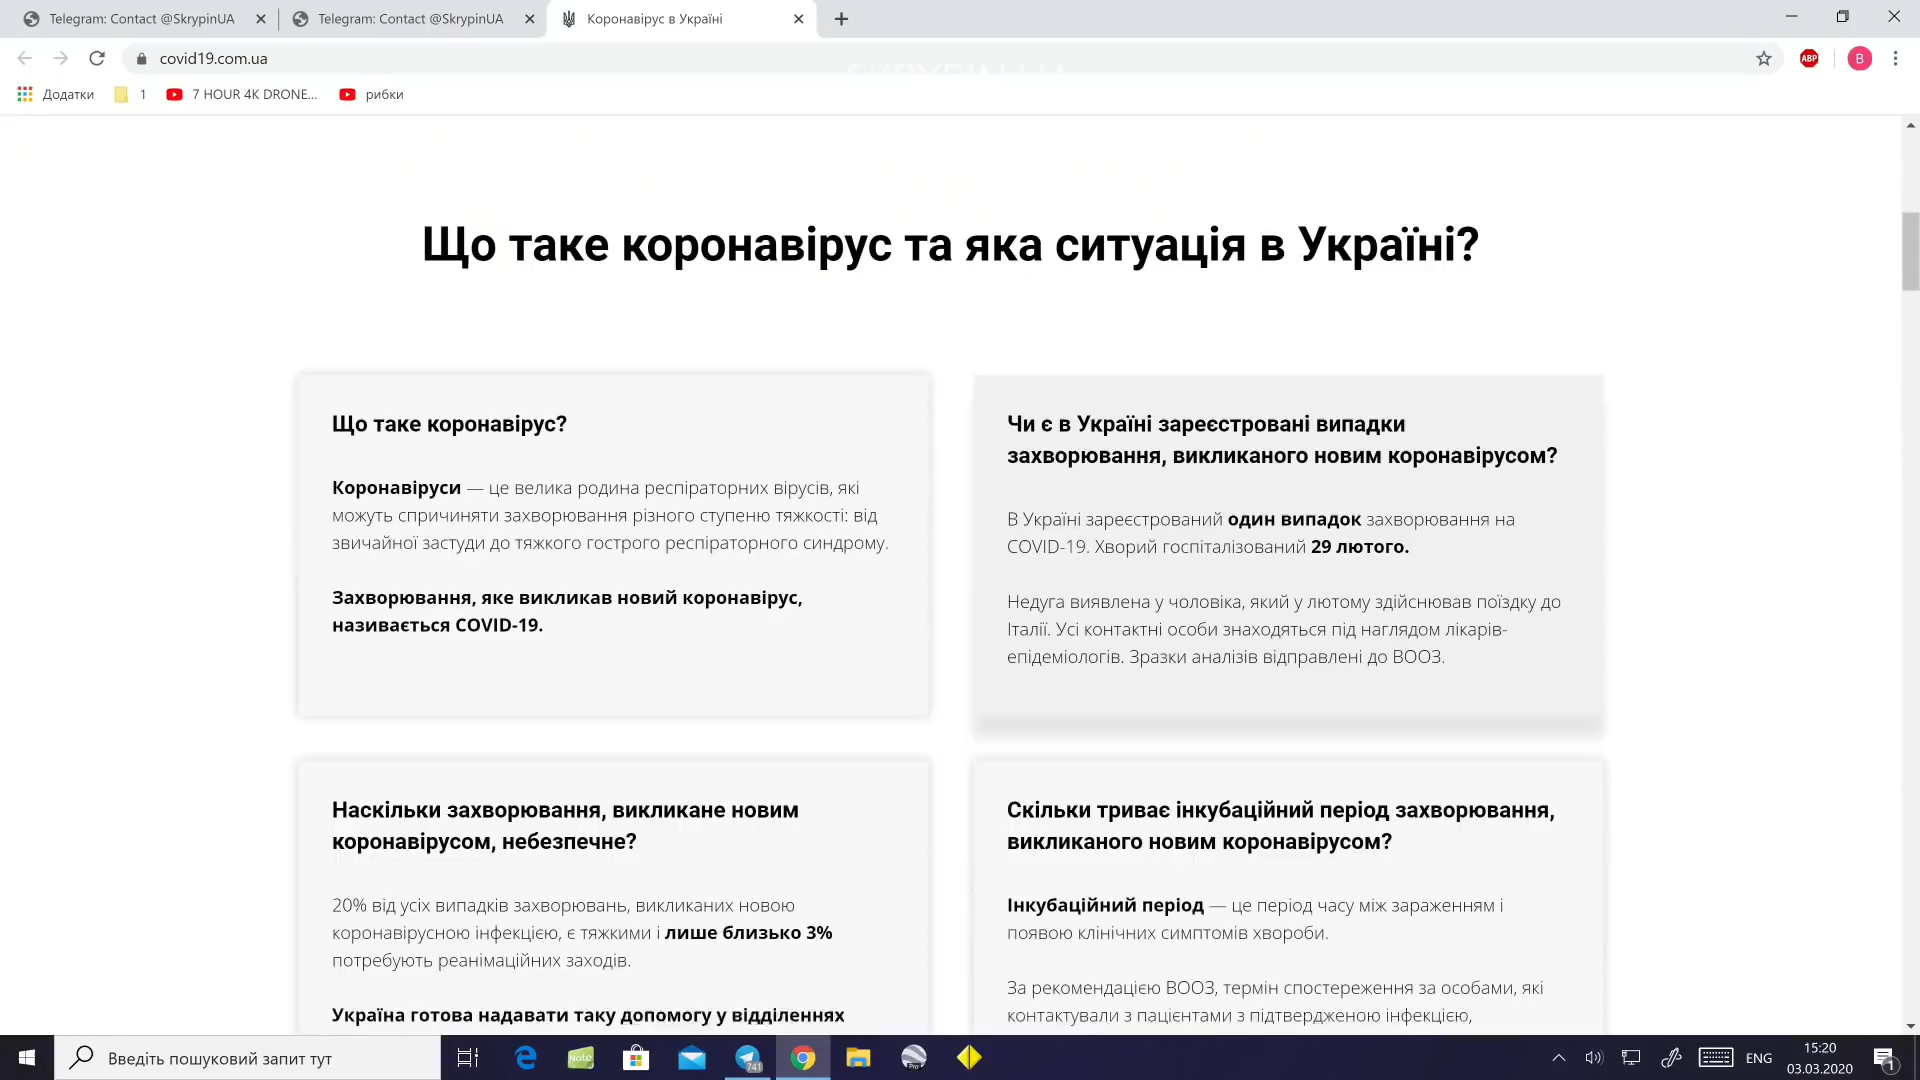 Telegram: Contact @SkrypinUA
Telegram: Contact @SkrypinUA
Коронавірус в Україні
covid19.com.ua
ABP
B
Додатки
1
7 HOUR 4K DRONE...
рибки
Що таке коронавірус та яка ситуація в Україні?
Що таке коронавірус?
Коронавіруси — це велика родина респіраторних вірусів, які
можуть спричиняти захворювання різного ступеню тяжкості: від
звичайної застуди до тяжкого гострого респіраторного синдрому.
Захворювання, яке викликав новий коронавірус,
називається COVID-19.
Чи є в Україні зареєстровані випадки
захворювання, викликаного новим коронавірусом?
В Україні зареєстрований один випадок захворювання на
COVID-19. Хворий госпіталізований 29 лютого.
Недуга виявлена у чоловіка, який у лютому здійснював поїздку до
Італії. Усі контактні особи знаходяться під наглядом лікарів-
епідеміологів. Зразки аналізів відправлені до ВООЗ.
Наскільки захворювання, викликане новим
коронавірусом, небезпечне?
20% від усіх випадків захворювань, викликаних новою
коронавірусною інфекцією, є тяжкими і лише близько 3%
потребують реанімаційних заходів.
Україна готова надавати таку допомогу у відділеннях
Скільки триває інкубаційний період захворювання,
викликаного новим коронавірусом?
Інкубаційний період — це період часу між зараженням і
появою клінічних симптомів хвороби.
За рекомендацією ВООЗ, термін спостереження за особами, які
контактували з пацієнтами з підтвердженою інфекцією,
Введіть пошуковий запит тут
Note
741
Pro
ENG
15:20
03.03.2020
1